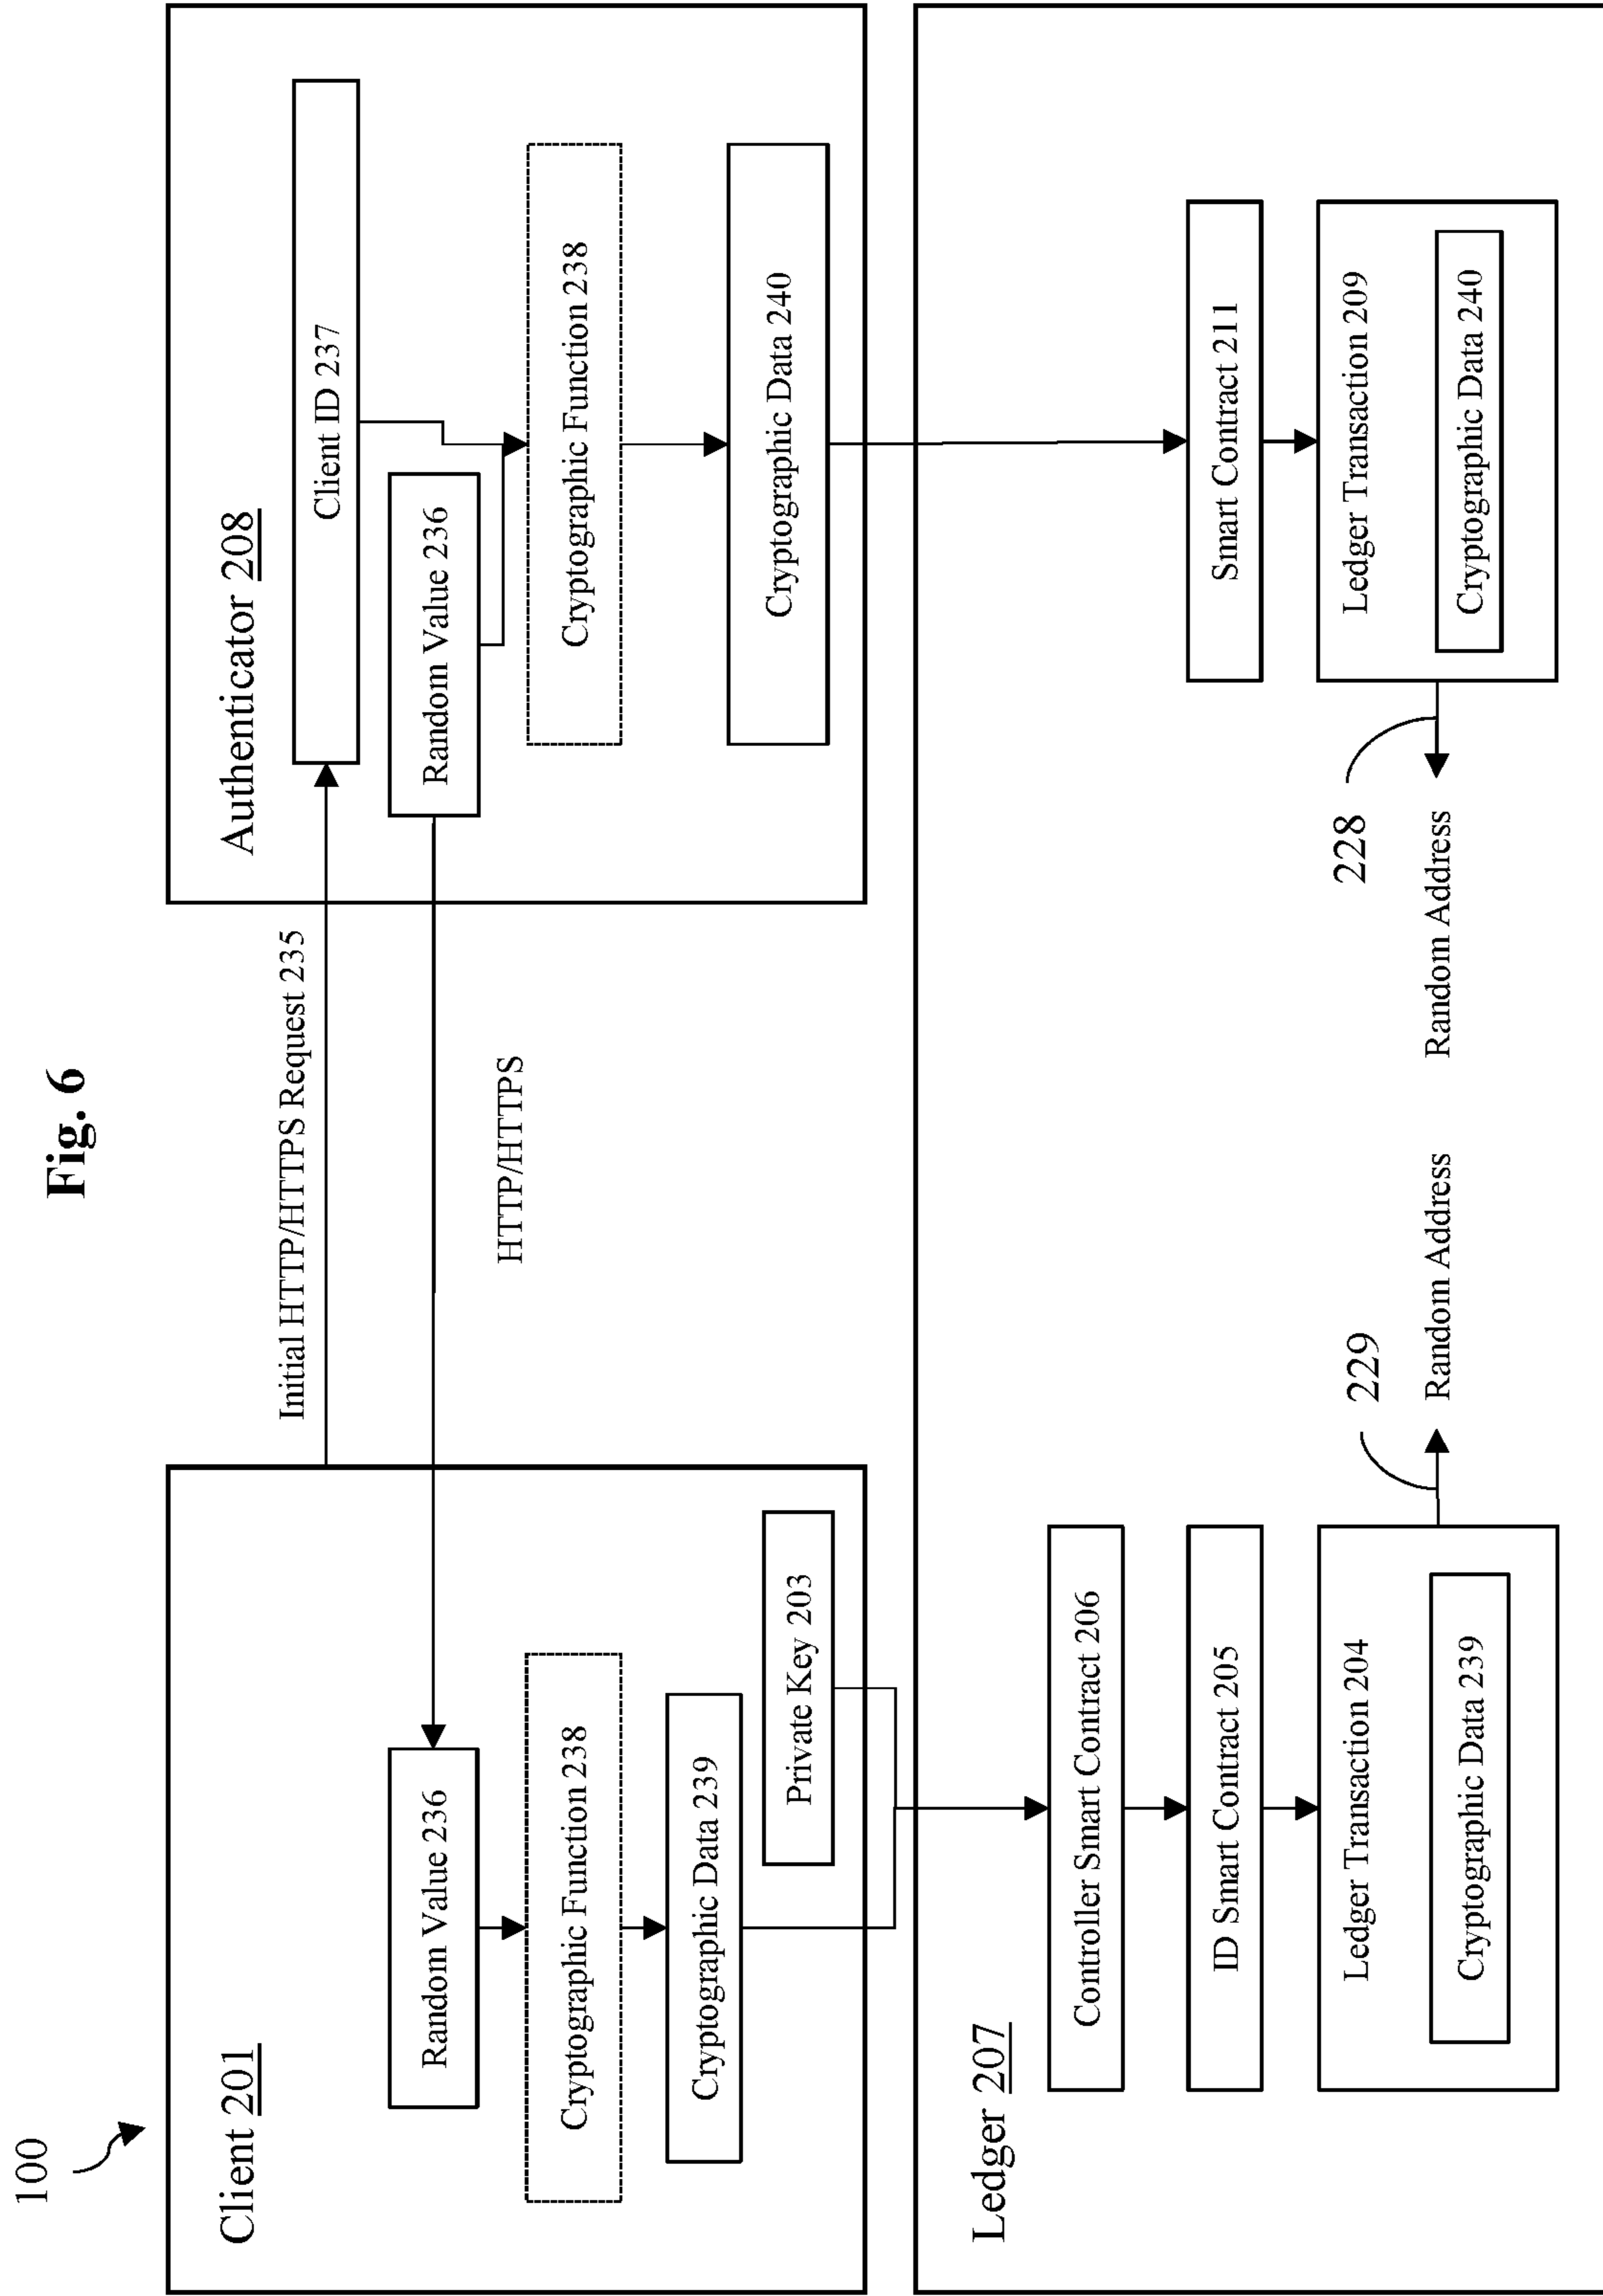 Fig. 6
100
Client 201
Random Value 236
Cryptographic Function 238
Cryptographic Data 239
Private Key 203
Initial HTTP/HTTPS Request 235
HTTP/HTTPS
Authenticator 208
Client ID 237
Random Value 236
Cryptographic Function 238
Cryptographic Data 240
Ledger 207
Controller Smart Contract 206
ID Smart Contract 205
Ledger Transaction 204
Cryptographic Data 239
229
Random Address
228
Random Address
Smart Contract 211
Ledger Transaction 209
Cryptographic Data 240